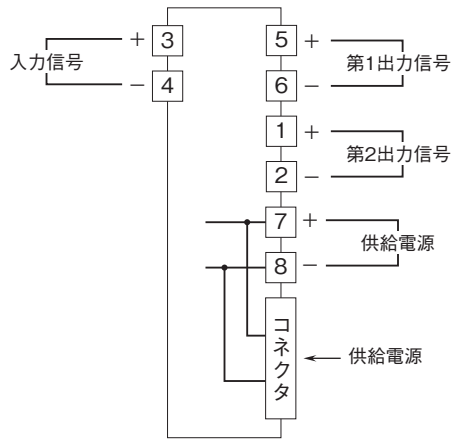 + 3
入力信号
- 4
5 +
第1出力信号
6 -
1 +
第2出力信号
2 -
7 +
供給電源
8 -
コネクタ
供給電源